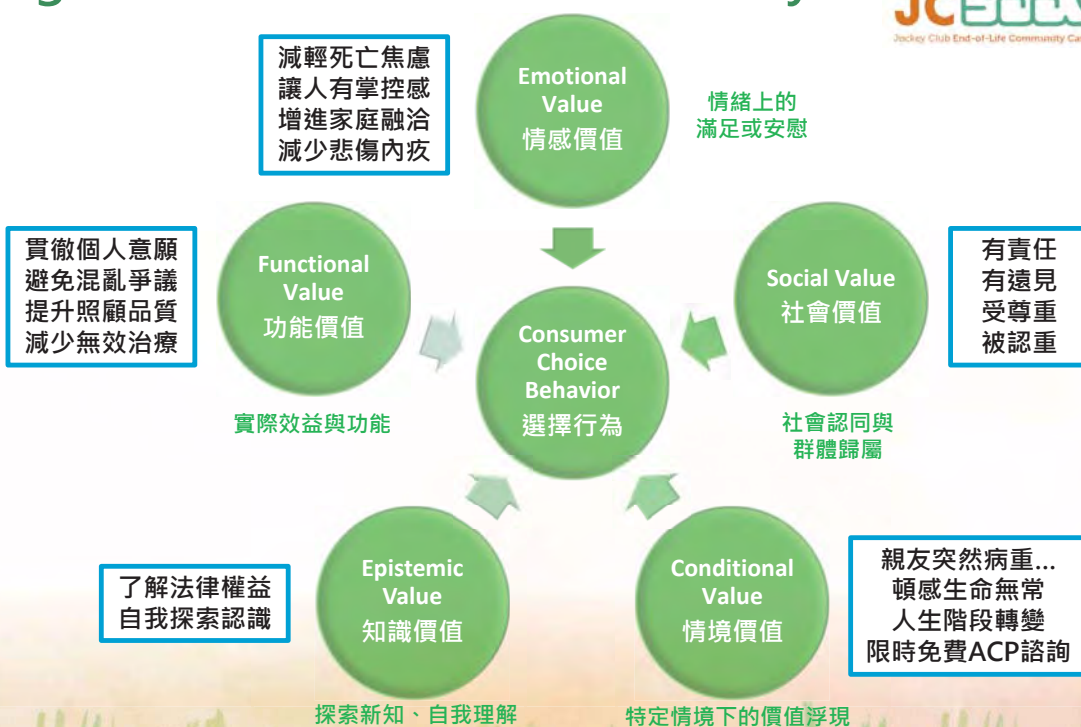 減輕死亡焦慮
讓人有掌控感
增進家庭融洽
減少悲傷內疚
Emotional
Value
情感價值
情緒上的
滿足或安慰
貫徹個人意願
避免混亂爭議
提升照顧品質
減少無效治療
Functional
Value
功能價值
實際效益與功能
Consumer
Choice
Behavior
選擇行為
Social Value
社會價值
有責任
有遠見
受尊重
被認重
社會認同與
群體歸屬
了解法律權益
自我探索認識
Epistemic
Value
知識價值
探索新知、自我理解
Conditional
Value
情境價值
親友突然病重...
頓感生命無常
人生階段轉變
限時免費ACP諮詢
特定情境下的價值浮現
JC
Jockey Club End-of-Life Community